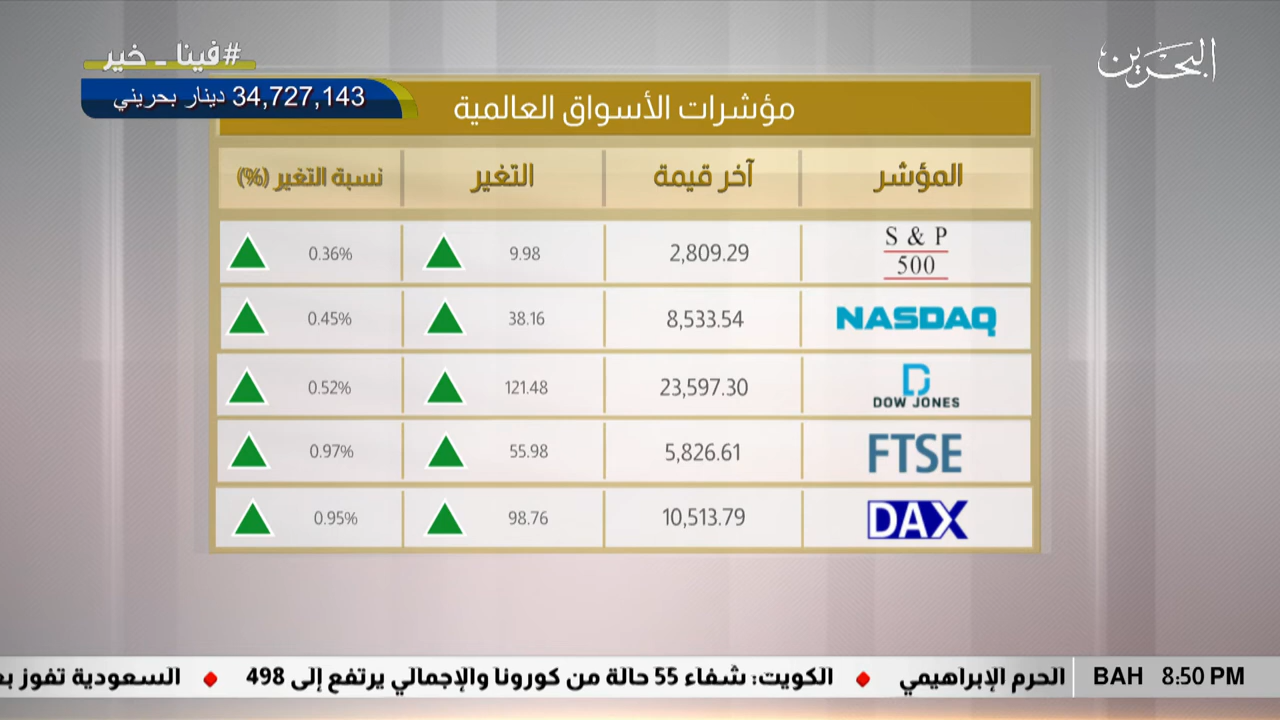 #فينا - خير
34,727,143 دينار بحريني
البحرين
مؤشرات الأسواق العالمية
المؤشر آخر قيمة التغير نسبة التغير (%)
S & P 500 2,809.29 9.98 0.36%
NASDAQ 8,533.54 38.16 0.45%
DOW JONES 23,597.30 121.48 0.52%
FTSE 5,826.61 55.98 0.97%
DAX 10,513.79 98.76 0.95%
BAH 8:50 PM
الحرم الإبراهيمي الكويت: شفاء 55 حالة من كورونا والإجمالي يرتفع إلى 498 السعودية تفوز